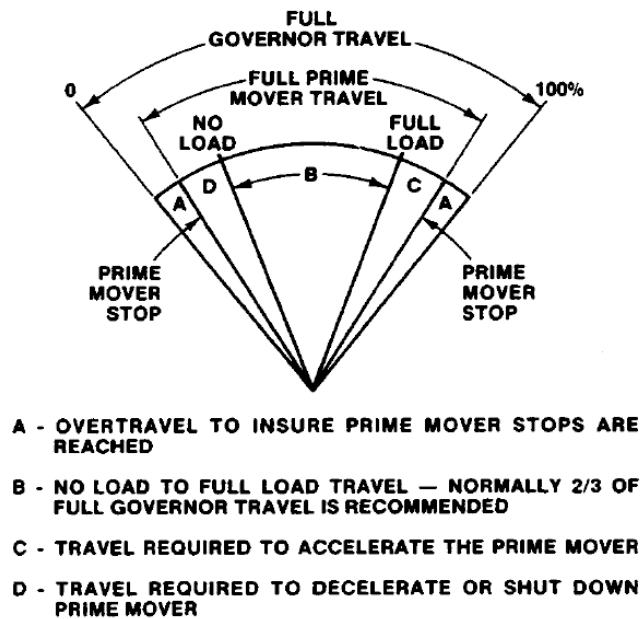 FULL
GOVERNOR TRAVEL
0
FULL PRIME
MOVER TRAVEL
100%
NO
LOAD
FULL
LOAD
A
D
B
C
A
PRIME
MOVER
STOP
PRIME
MOVER
STOP
A - OVERTRAVEL TO INSURE PRIME MOVER STOPS ARE
REACHED
B - NO LOAD TO FULL LOAD TRAVEL — NORMALLY 2/3 OF
FULL GOVERNOR TRAVEL IS RECOMMENDED
C - TRAVEL REQUIRED TO ACCELERATE THE PRIME MOVER
D - TRAVEL REQUIRED TO DECELERATE OR SHUT DOWN
PRIME MOVER